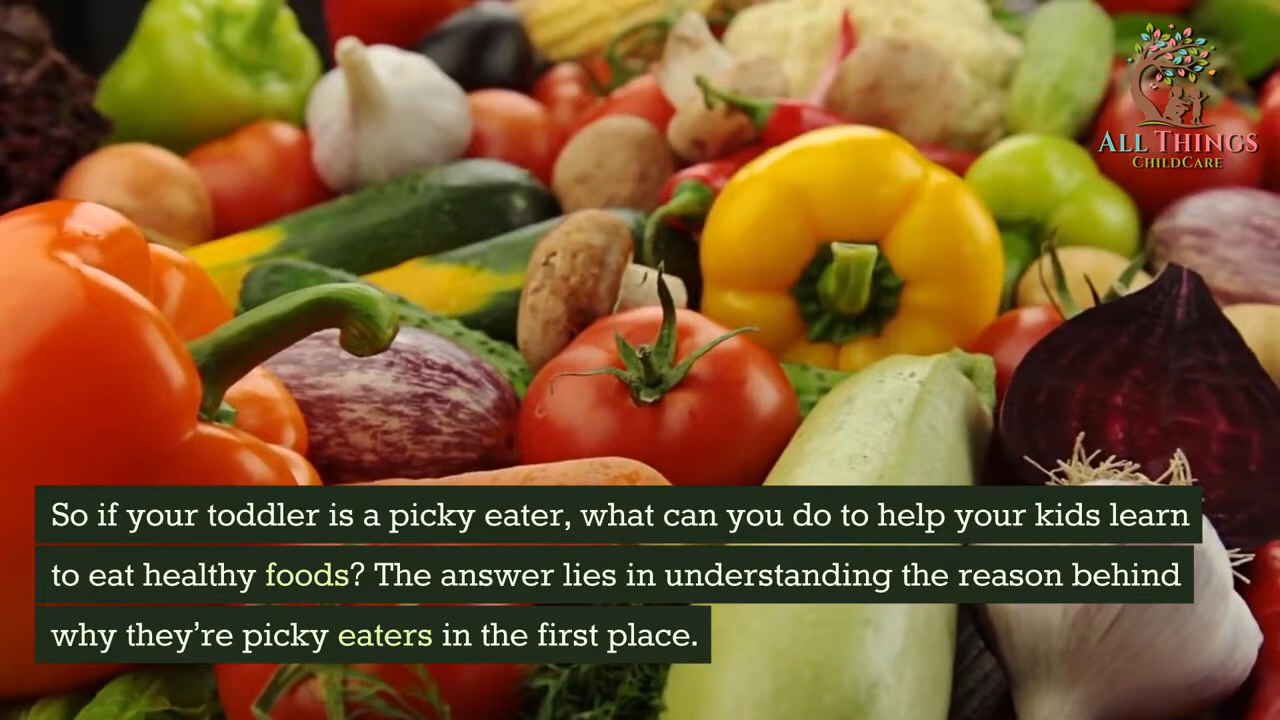 ALL THINGS
CHILDCARE
So if your toddler is a picky eater, what can you do to help your kids learn
to eat healthy foods? The answer lies in understanding the reason behind
why they’re picky eaters in the first place.